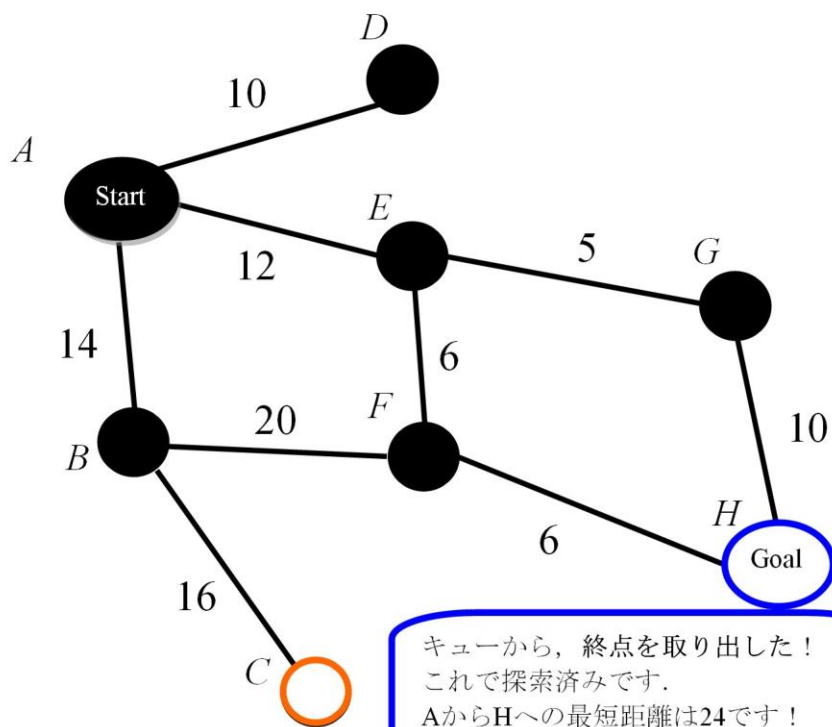 D
10
A
Start
E
5
G
12
14
6
F
20
10
B
H
6
Goal
16
C
キューから，終点を取り出した！
これで探索済みです．
AからHへの最短距離は24です！